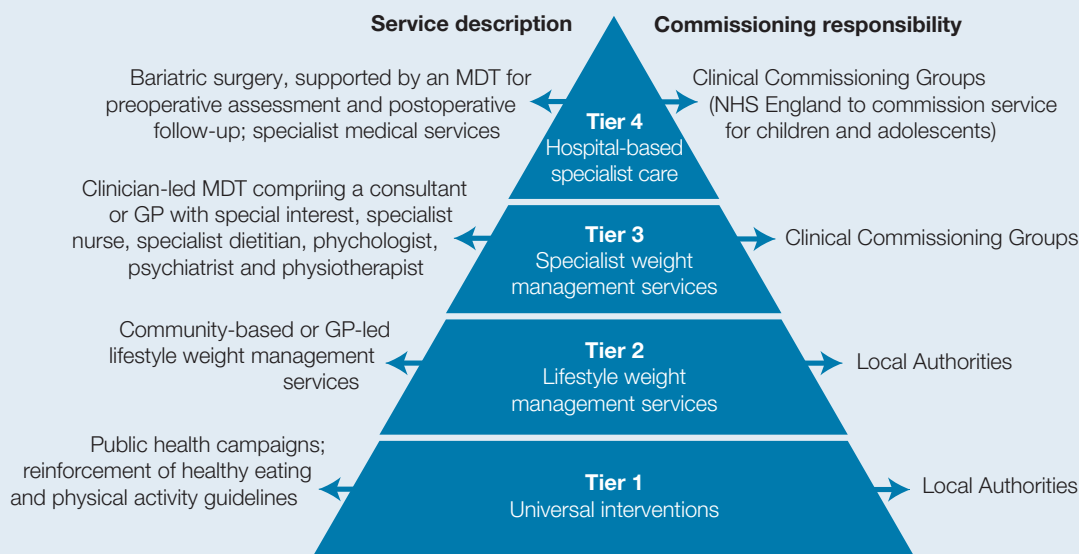 Service description
Commissioning responsibility
Bariatric surgery, supported by an MDT for
preoperative assessment and postoperative
follow-up; specialist medical services
Tier 4
Hospital-based
specialist care
Clinical Commissioning Groups
(NHS England to commission service
for children and adolescents)
Clinician-led MDT compriing a consultant
or GP with special interest, specialist
nurse, specialist dietitian, phychologist,
psychiatrist and physiotherapist
Tier 3
Specialist weight
management services
Clinical Commissioning Groups
Community-based or GP-led
lifestyle weight management
services
Tier 2
Lifestyle weight
management services
Local Authorities
Public health campaigns;
reinforcement of healthy eating
and physical activity guidelines
Tier 1
Universal interventions
Local Authorities